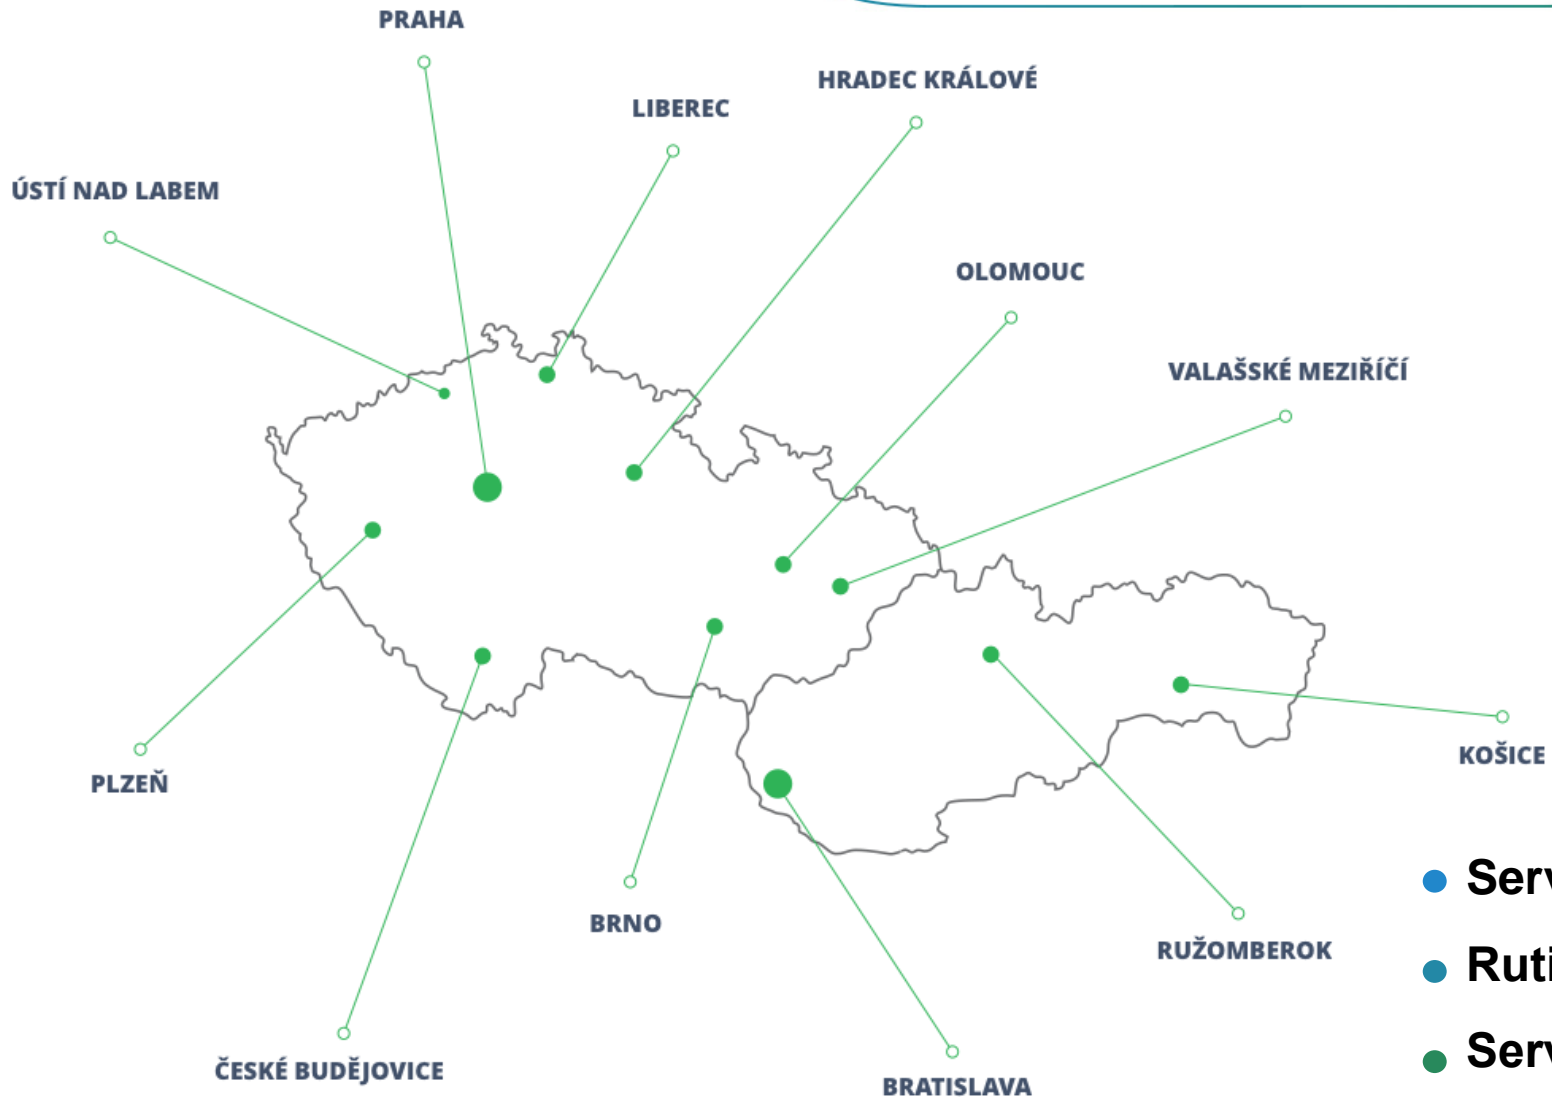 PRAHA
HRADEC KRÁLOVÉ
LIBEREC
ÚSTÍ NAD LABEM
OLOMOUC
VALAŠSKÉ MEZIŘÍČÍ
KOŠICE
PLZEŇ
BRNO
RUŽOMBEROK
ČESKÉ BUDĚJOVICE
BRATISLAVA